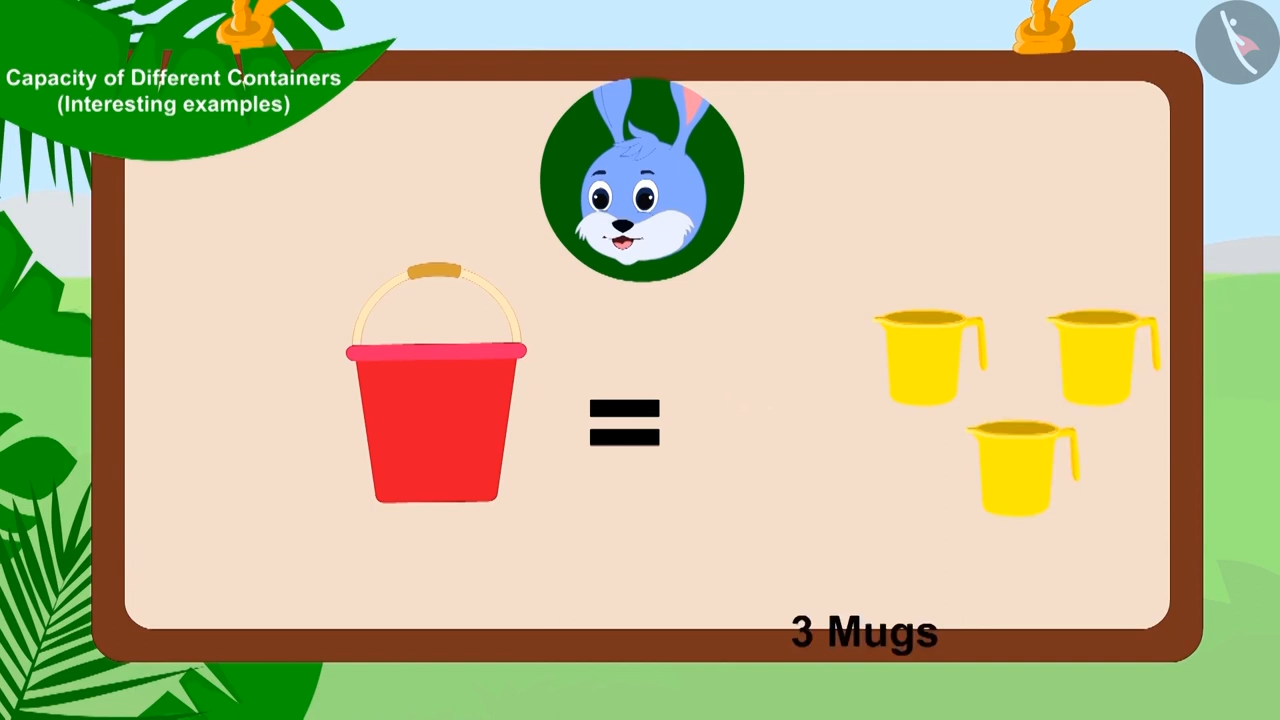 Capacity of Different Containers
(Interesting examples)
3 Mugs